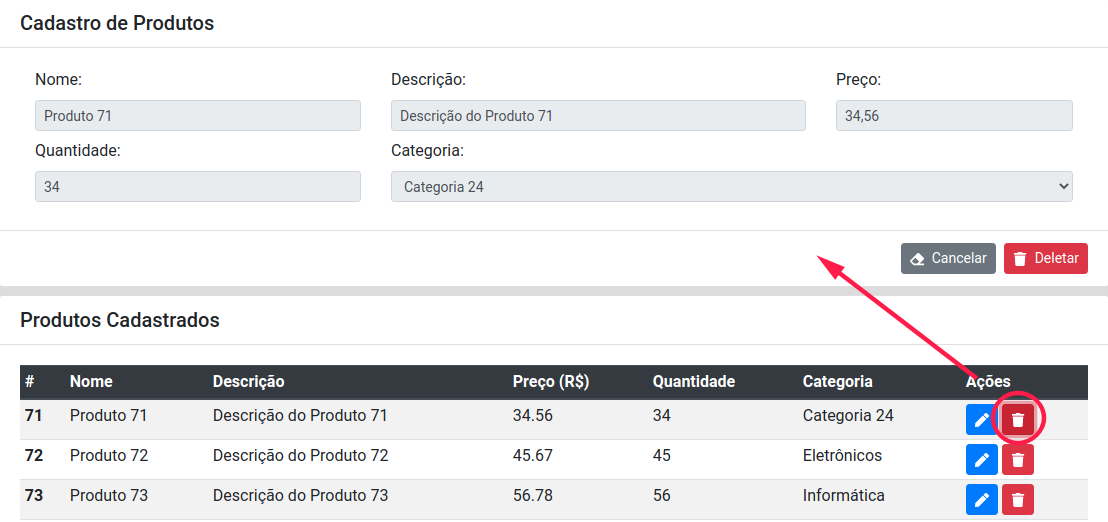 Cadastro de Produtos
Nome: Descrição: Preço:
Produto 71 Descrição do Produto 71 34,56
Quantidade: Categoria:
34 Categoria 24
Cancelar Deletar
Produtos Cadastrados
# Nome Descrição Preço (R$) Quantidade Categoria Ações
71 Produto 71 Descrição do Produto 71 34.56 34 Categoria 24
72 Produto 72 Descrição do Produto 72 45.67 45 Eletrônicos
73 Produto 73 Descrição do Produto 73 56.78 56 Informática